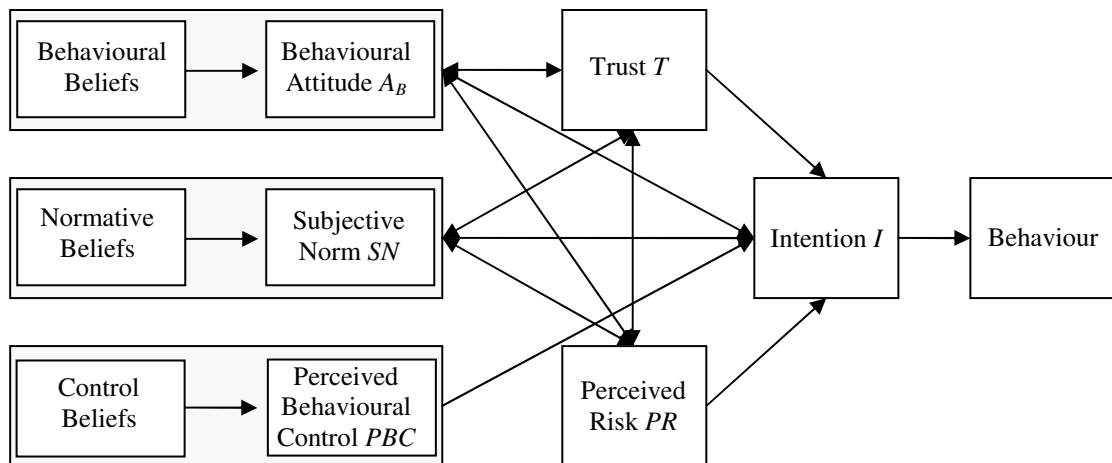 Behavioural
Beliefs
Behavioural
Attitude A_B
Trust T
Normative
Beliefs
Subjective
Norm SN
Intention I
Behaviour
Control
Beliefs
Perceived
Behavioural
Control PBC
Perceived
Risk PR